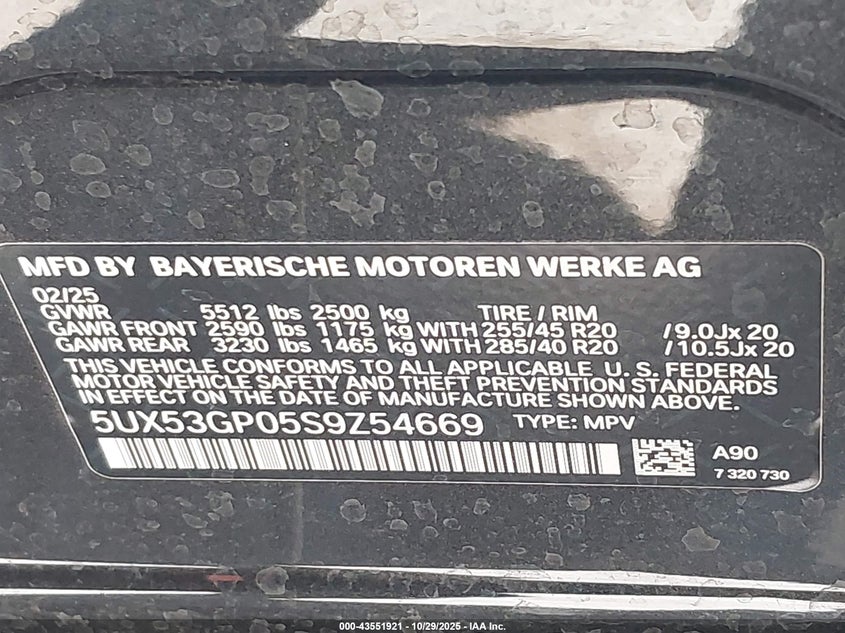 MFD BY BAYERISCHE MOTOREN WERKE AG
02/25
GVWR 5512 lbs 2500 kg TIRE / RIM
GAWR FRONT 2590 lbs 1175 kg WITH 255/45 R20 /9.0Jx 20
GAWR REAR 3230 lbs 1465 kg WITH 285/40 R20 /10.5Jx 20
THIS VEHICLE CONFORMS TO ALL APPLICABLE U. S. FEDERAL
MOTOR VEHICLE SAFETY AND THEFT PREVENTION STANDARDS
IN EFFECT ON THE DATE OF MANUFACTURE SHOWN ABOVE.
5UX53GP05S9Z54669 TYPE: MPV
A90
7 320 730
000-43551921 - 10/29/2025 - IAA Inc.